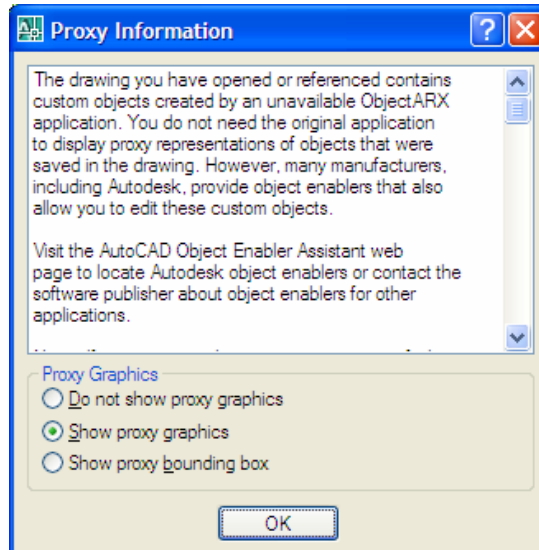 Proxy Information
The drawing you have opened or referenced contains
custom objects created by an unavailable ObjectARX
application. You do not need the original application
to display proxy representations of objects that were
saved in the drawing. However, many manufacturers,
including Autodesk, provide object enablers that also
allow you to edit these custom objects.
Visit the AutoCAD Object Enabler Assistant web
page to locate Autodesk object enablers or contact the
software publisher about object enablers for other
applications.
Proxy Graphics
Do not show proxy graphics
Show proxy graphics
Show proxy bounding box
OK